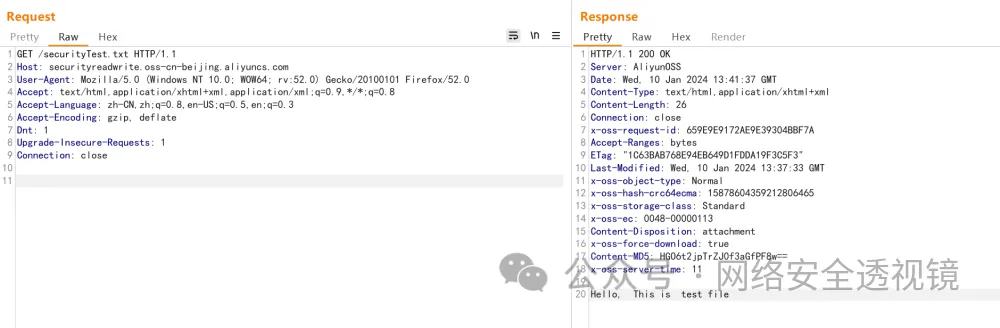 Request
Pretty Raw Hex
\n
1 GET /securityTest.txt HTTP/1.1
2 Host: securityreadwrite.oss-cn-beijing.aliyuncs.com
3 User-Agent: Mozilla/5.0 (Windows NT 10.0; WOW64; rv:52.0) Gecko/20100101 Firefox/52.0
4 Accept: text/html,application/xhtml+xml,application/xml;q=0.9,*/*;q=0.8
5 Accept-Language: zh-CN,zh;q=0.8,en-US;q=0.5,en;q=0.3
6 Accept-Encoding: gzip, deflate
7 Dnt: 1
8 Upgrade-Insecure-Requests: 1
9 Connection: close
10
11
Response
Pretty Raw Hex Render
1 HTTP/1.1 200 OK
2 Server: AliyunOSS
3 Date: Wed, 10 Jan 2024 13:41:37 GMT
4 Content-Type: text/html,application/xhtml+xml
5 Content-Length: 26
6 Connection: close
7 x-oss-request-id: 659E9E9172AE9E39304BBF7A
8 Accept-Ranges: bytes
9 ETag: "1C63BAB768E94EB649D1FDDA19F3C5F3"
10 Last-Modified: Wed, 10 Jan 2024 13:37:33 GMT
11 x-oss-object-type: Normal
12 x-oss-hash-crc64ecma: 15878604359212806465
13 x-oss-storage-class: Standard
14 x-oss-ec: 0048-00000113
15 Content-Disposition: attachment
16 x-oss-force-download: true
17 Content-MD5: HGO6t2jpTrZJ0f3aGfPF8w==
18 x-oss-server-time: 11
20 Hello, This is test file
公众号 · 网络安全透视镜